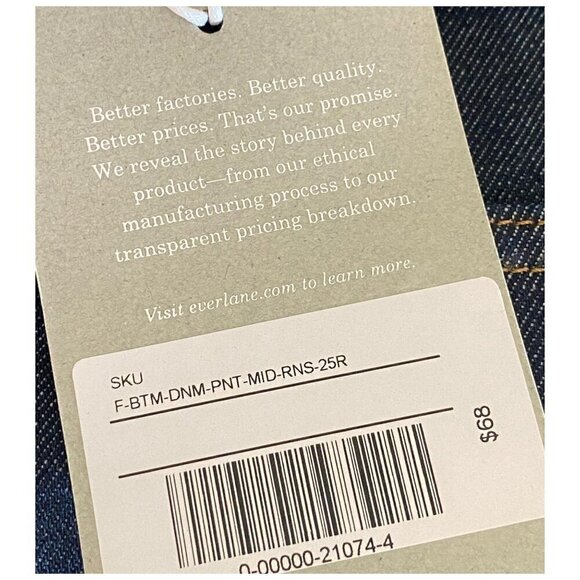 Better factories. Better quality.
Better prices. That's our promise.
We reveal the story behind every
product—from our ethical
manufacturing process to our
transparent pricing breakdown.
Visit everlane.com to learn more.
SKU
F-BTM-DNM-PNT-MID-RNS-25R
$68
0-00000-21074-4